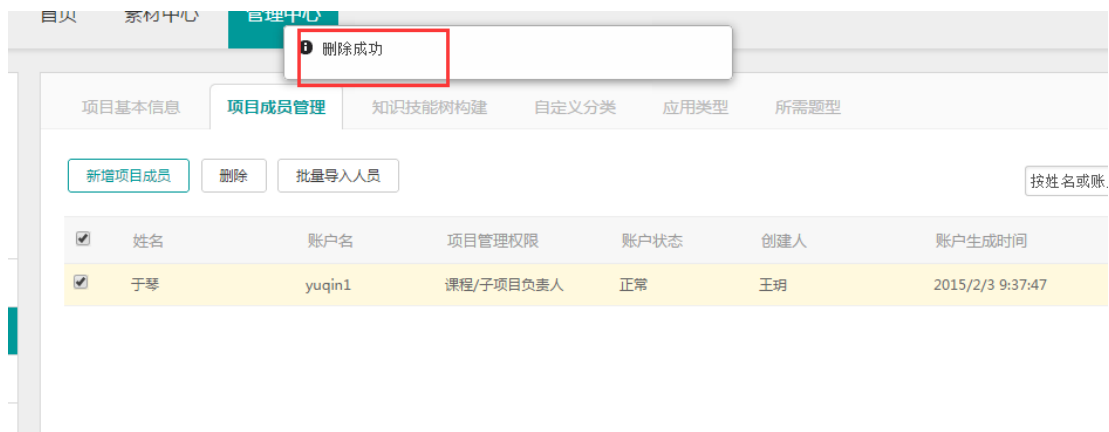 首页 素材中心 管理中心
删除成功
项目基本信息 项目成员管理 知识技能树构建 自定义分类 应用类型 所需题型
新增项目成员 删除 批量导入人员 按姓名或账
姓名 账户名 项目管理权限 账户状态 创建人 账户生成时间
于琴 yuqin1 课程/子项目负责人 正常 王玥 2015/2/3 9:37:47